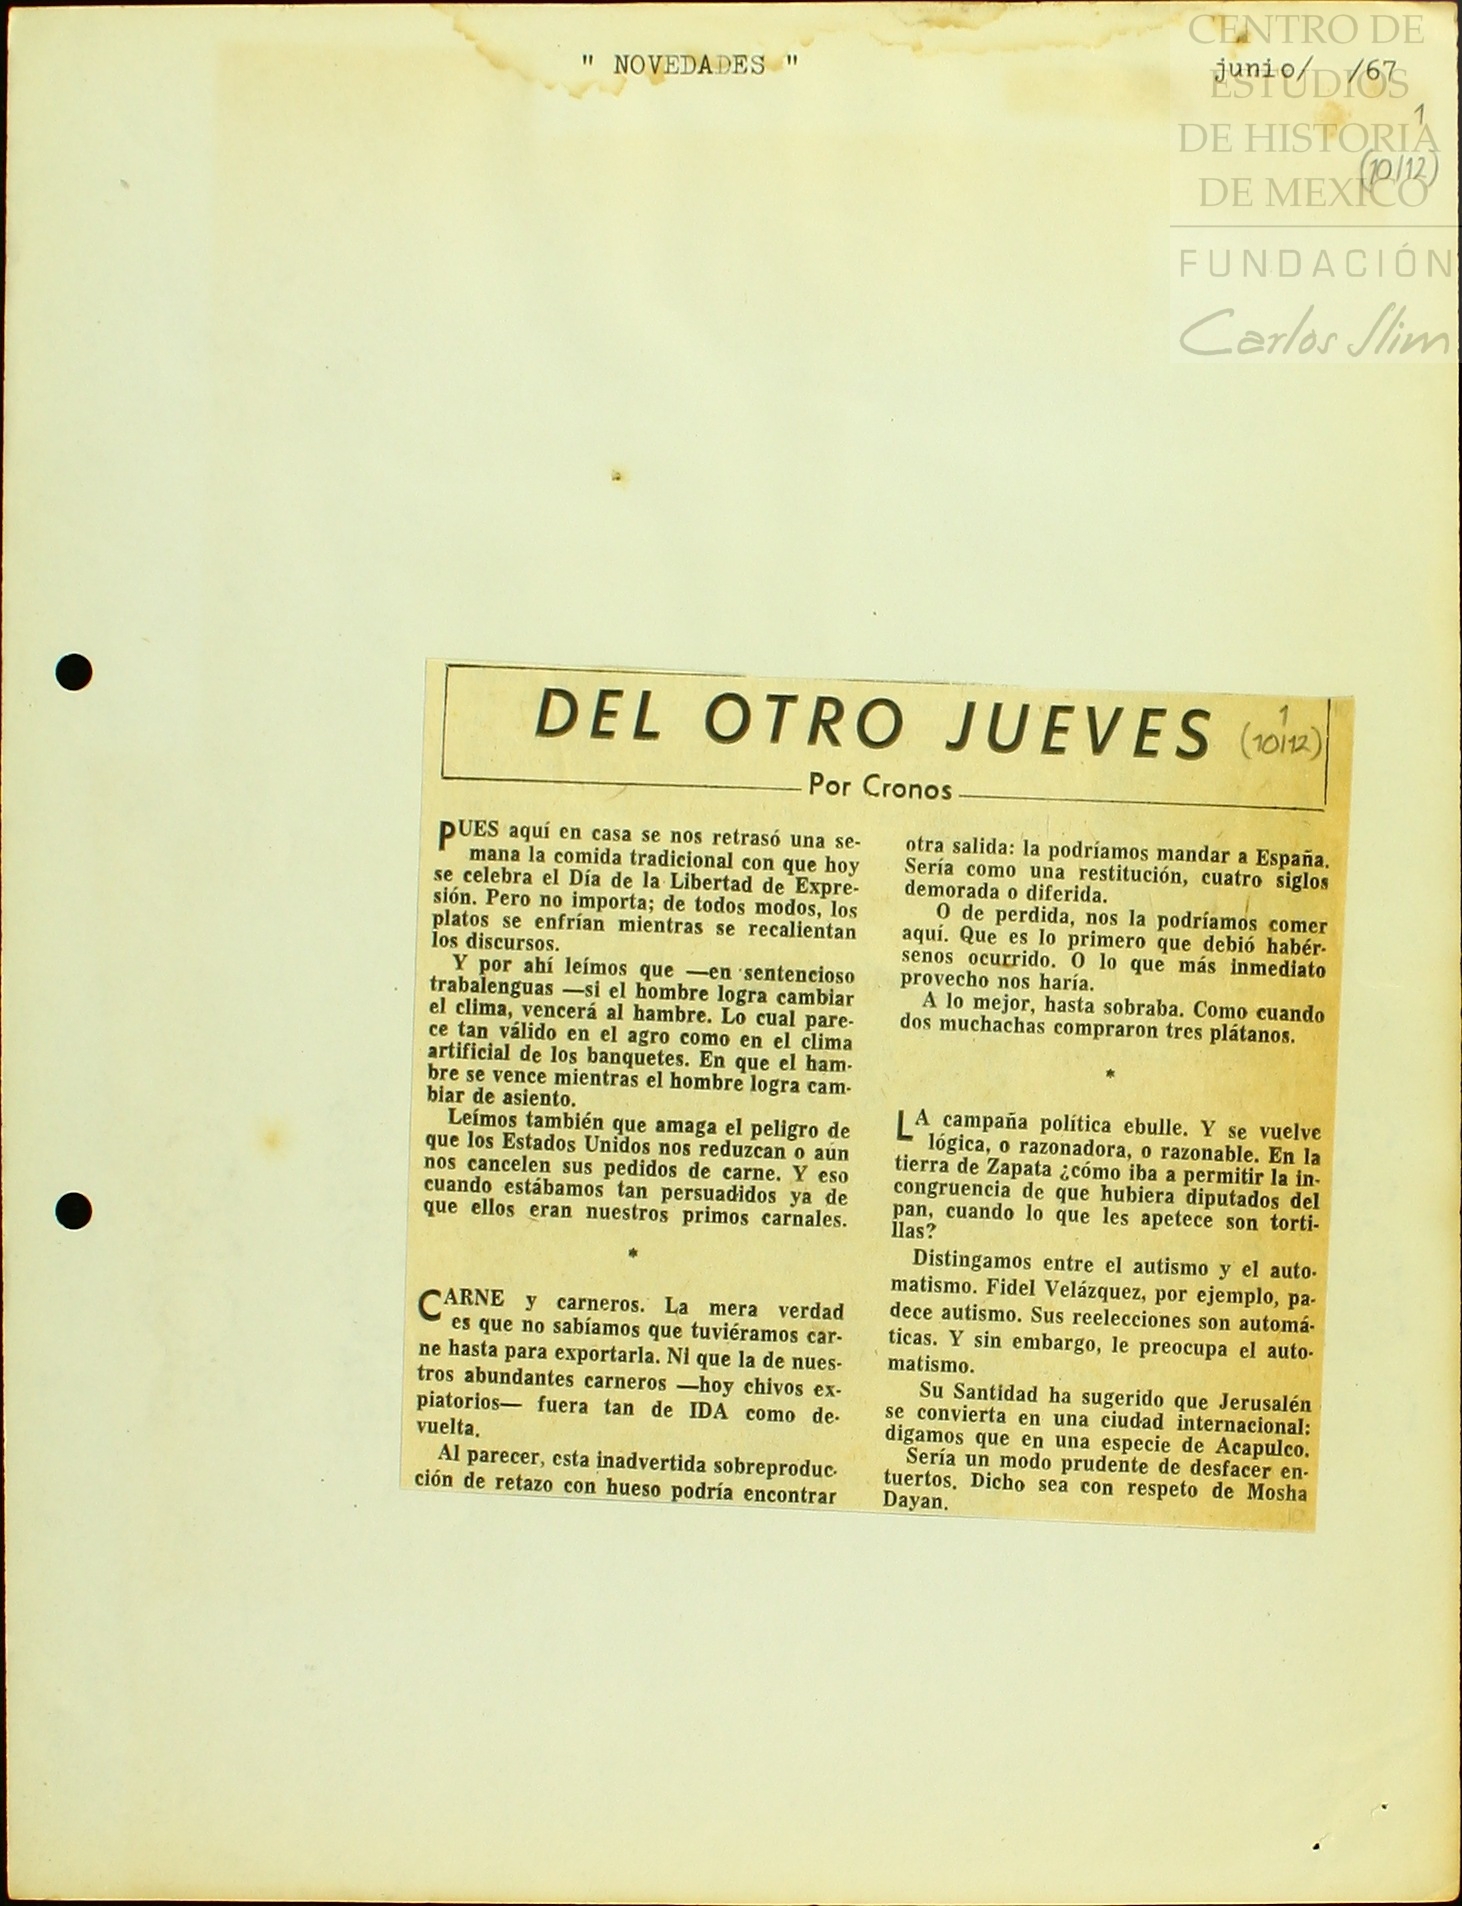 " NOVEDADES "
junio/ /67
1
(10/12)
CENTRO DE
ESTUDIOS
DE HISTORIA
DE MEXICO
FUNDACIÓN
Carlos Slim
DEL OTRO JUEVES
1
(10/12)
Por Cronos
PUES aquí en casa se nos retrasó una se-
mana la comida tradicional con que hoy
se celebra el Día de la Libertad de Expre-
sión. Pero no importa; de todos modos, los
platos se enfrían mientras se recalientan
los discursos.
Y por ahí leímos que —en sentencioso
trabalenguas —si el hombre logra cambiar
el clima, vencerá al hambre. Lo cual pare-
ce tan válido en el agro como en el clima
artificial de los banquetes. En que el ham-
bre se vence mientras el hombre logra cam-
biar de asiento.
Leímos también que amaga el peligro de
que los Estados Unidos nos reduzcan o aún
nos cancelen sus pedidos de carne. Y eso
cuando estábamos tan persuadidos ya de
que ellos eran nuestros primos carnales.
*
CARNE y carneros. La mera verdad
es que no sabíamos que tuviéramos car-
ne hasta para exportarla. Ni que la de nues-
tros abundantes carneros —hoy chivos ex-
piatorios— fuera tan de IDA como de-
vuelta.
Al parecer, esta inadvertida sobreproduc-
ción de retazo con hueso podría encontrar
otra salida: la podríamos mandar a España.
Sería como una restitución, cuatro siglos
demorada o diferida.
O de perdida, nos la podríamos comer
aquí. Que es lo primero que debió habér-
senos ocurrido. O lo que más inmediato
provecho nos haría.
A lo mejor, hasta sobraba. Como cuando
dos muchachas compraron tres plátanos.
*
LA campaña política ebulle. Y se vuelve
lógica, o razonadora, o razonable. En la
tierra de Zapata ¿cómo iba a permitir la in-
congruencia de que hubiera diputados del
pan, cuando lo que les apetece son torti-
llas?
Distingamos entre el autismo y el auto-
matismo. Fidel Velázquez, por ejemplo, pa-
dece autismo. Sus reelecciones son automá-
ticas. Y sin embargo, le preocupa el auto-
matismo.
Su Santidad ha sugerido que Jerusalén
se convierta en una ciudad internacional:
digamos que en una especie de Acapulco.
Sería un modo prudente de desfacer en-
tuertos. Dicho sea con respeto de Mosha
Dayan.